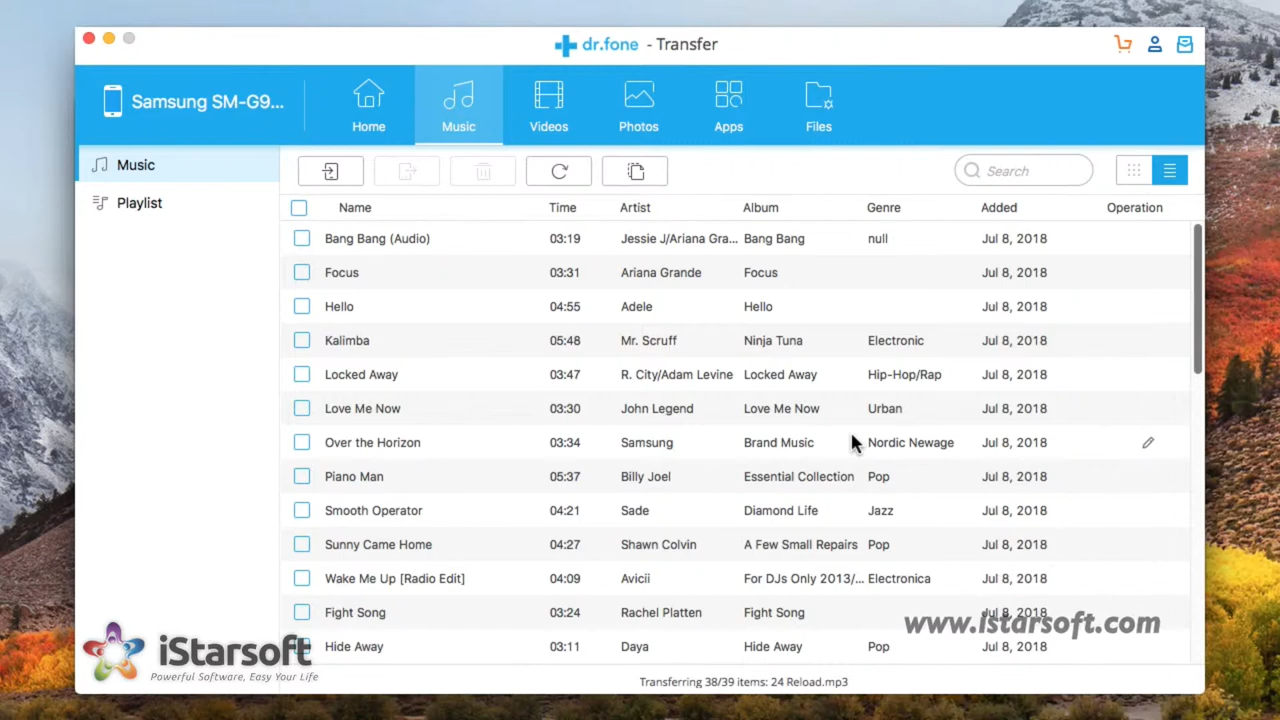 dr.fone - Transfer
Samsung SM-G9...
Home
Music
Videos
Photos
Apps
Files
Music
Playlist
Search
Name Time Artist Album Genre Added Operation
Bang Bang (Audio) 03:19 Jessie J/Ariana Gra... Bang Bang null Jul 8, 2018
Focus 03:31 Ariana Grande Focus Jul 8, 2018
Hello 04:55 Adele Hello Jul 8, 2018
Kalimba 05:48 Mr. Scruff Ninja Tuna Electronic Jul 8, 2018
Locked Away 03:47 R. City/Adam Levine Locked Away Hip-Hop/Rap Jul 8, 2018
Love Me Now 03:30 John Legend Love Me Now Urban Jul 8, 2018
Over the Horizon 03:34 Samsung Brand Music Nordic Newage Jul 8, 2018
Piano Man 05:37 Billy Joel Essential Collection Pop Jul 8, 2018
Smooth Operator 04:21 Sade Diamond Life Jazz Jul 8, 2018
Sunny Came Home 04:27 Shawn Colvin A Few Small Repairs Pop Jul 8, 2018
Wake Me Up [Radio Edit] 04:09 Avicii For DJs Only 2013/... Electronica Jul 8, 2018
Fight Song 03:24 Rachel Platten Fight Song Jul 8, 2018
www.istarsoft.com
Hide Away 03:11 Daya Hide Away Pop Jul 8, 2018
iStarsoft
Powerful Software, Easy Your Life
Transferring 38/39 items: 24 Reload.mp3